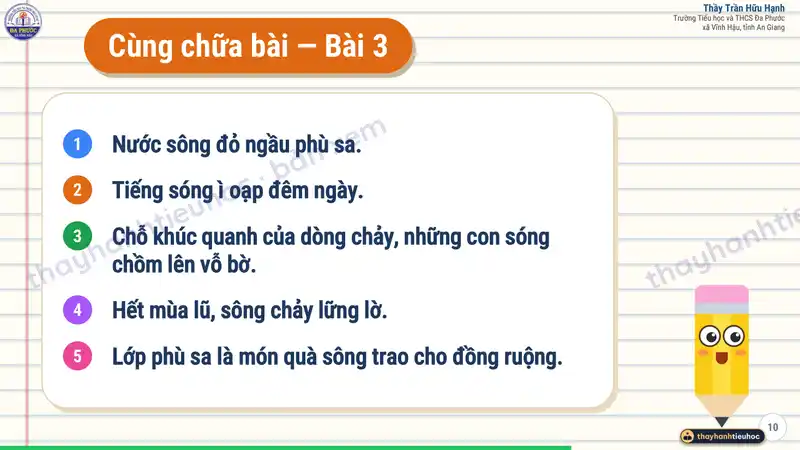 Thầy Trần Hữu Hạnh
Trường Tiểu học và THCS Đa Phước
xã Vĩnh Hậu, tỉnh An Giang
ĐA PHƯỚC
Cùng chữa bài – Bài 3
1 Nước sông đỏ ngầu phù sa.
2 Tiếng sóng ì oạp đêm ngày.
3 Chỗ khúc quanh của dòng chảy, những con sóng
chồm lên vỗ bờ.
4 Hết mùa lũ, sông chảy lững lờ.
5 Lớp phù sa là món quà sông trao cho đồng ruộng.
thayhanhtieuhoc
10